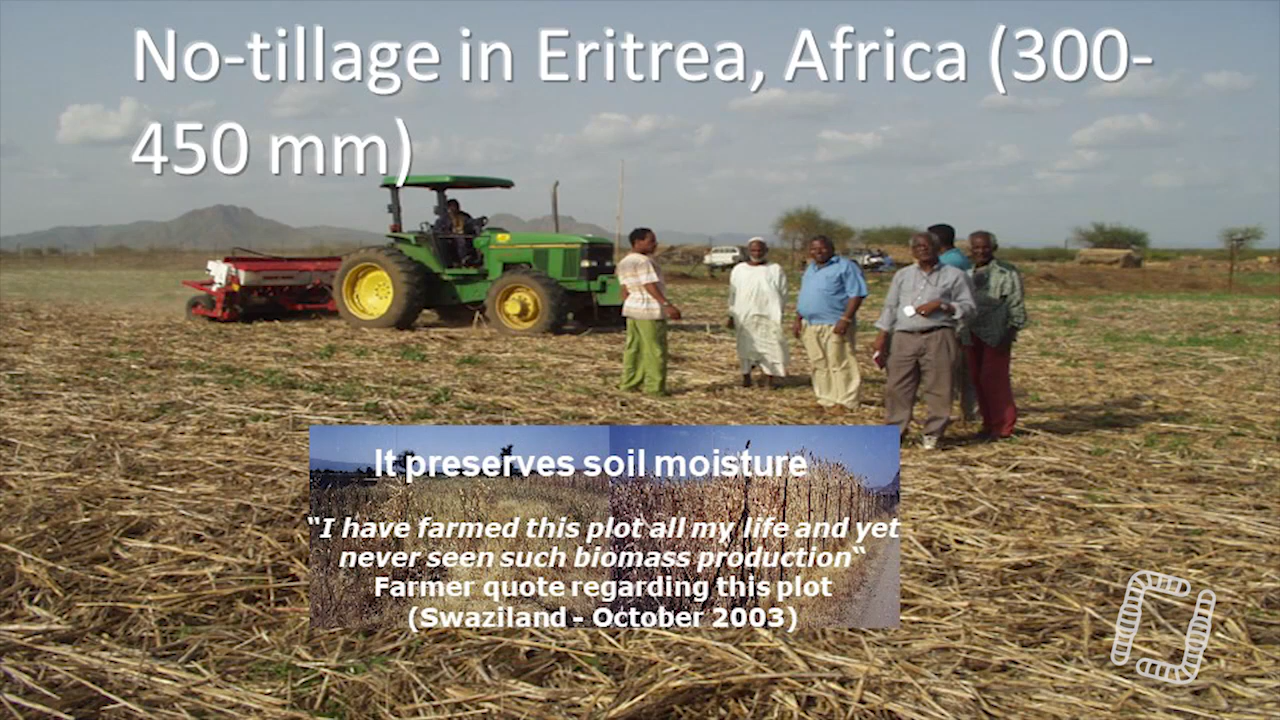 No-tillage in Eritrea, Africa (300-
450 mm)
It preserves soil moisture
“I have farmed this plot all my life and yet
never seen such biomass production“
Farmer quote regarding this plot
(Swaziland - October 2003)